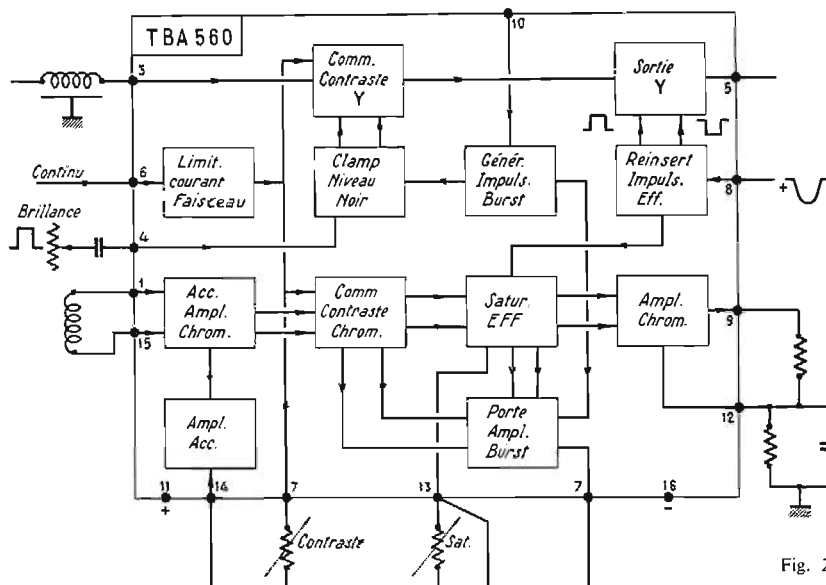 TBA 560
10
3
Comm.
Contraste
Y
Sortie
Y
5
Continu
6
Limit.
courant
Faisceau
Clamp
Niveau
Noir
Génér.
Impuls.
Burst
Reinsert
Impuls.
Eff.
8
+
Brillance
4
1
Acc.
Ampl.
Chrom.
Comm
Contraste
Chrom.
Satur.
EFF
Ampl.
Chrom.
9
15
Ampl.
Acc.
Porte
Ampl.
Burst
12
11
+
14
7
13
7
16
-
Contraste
Sat.
Fig. 2